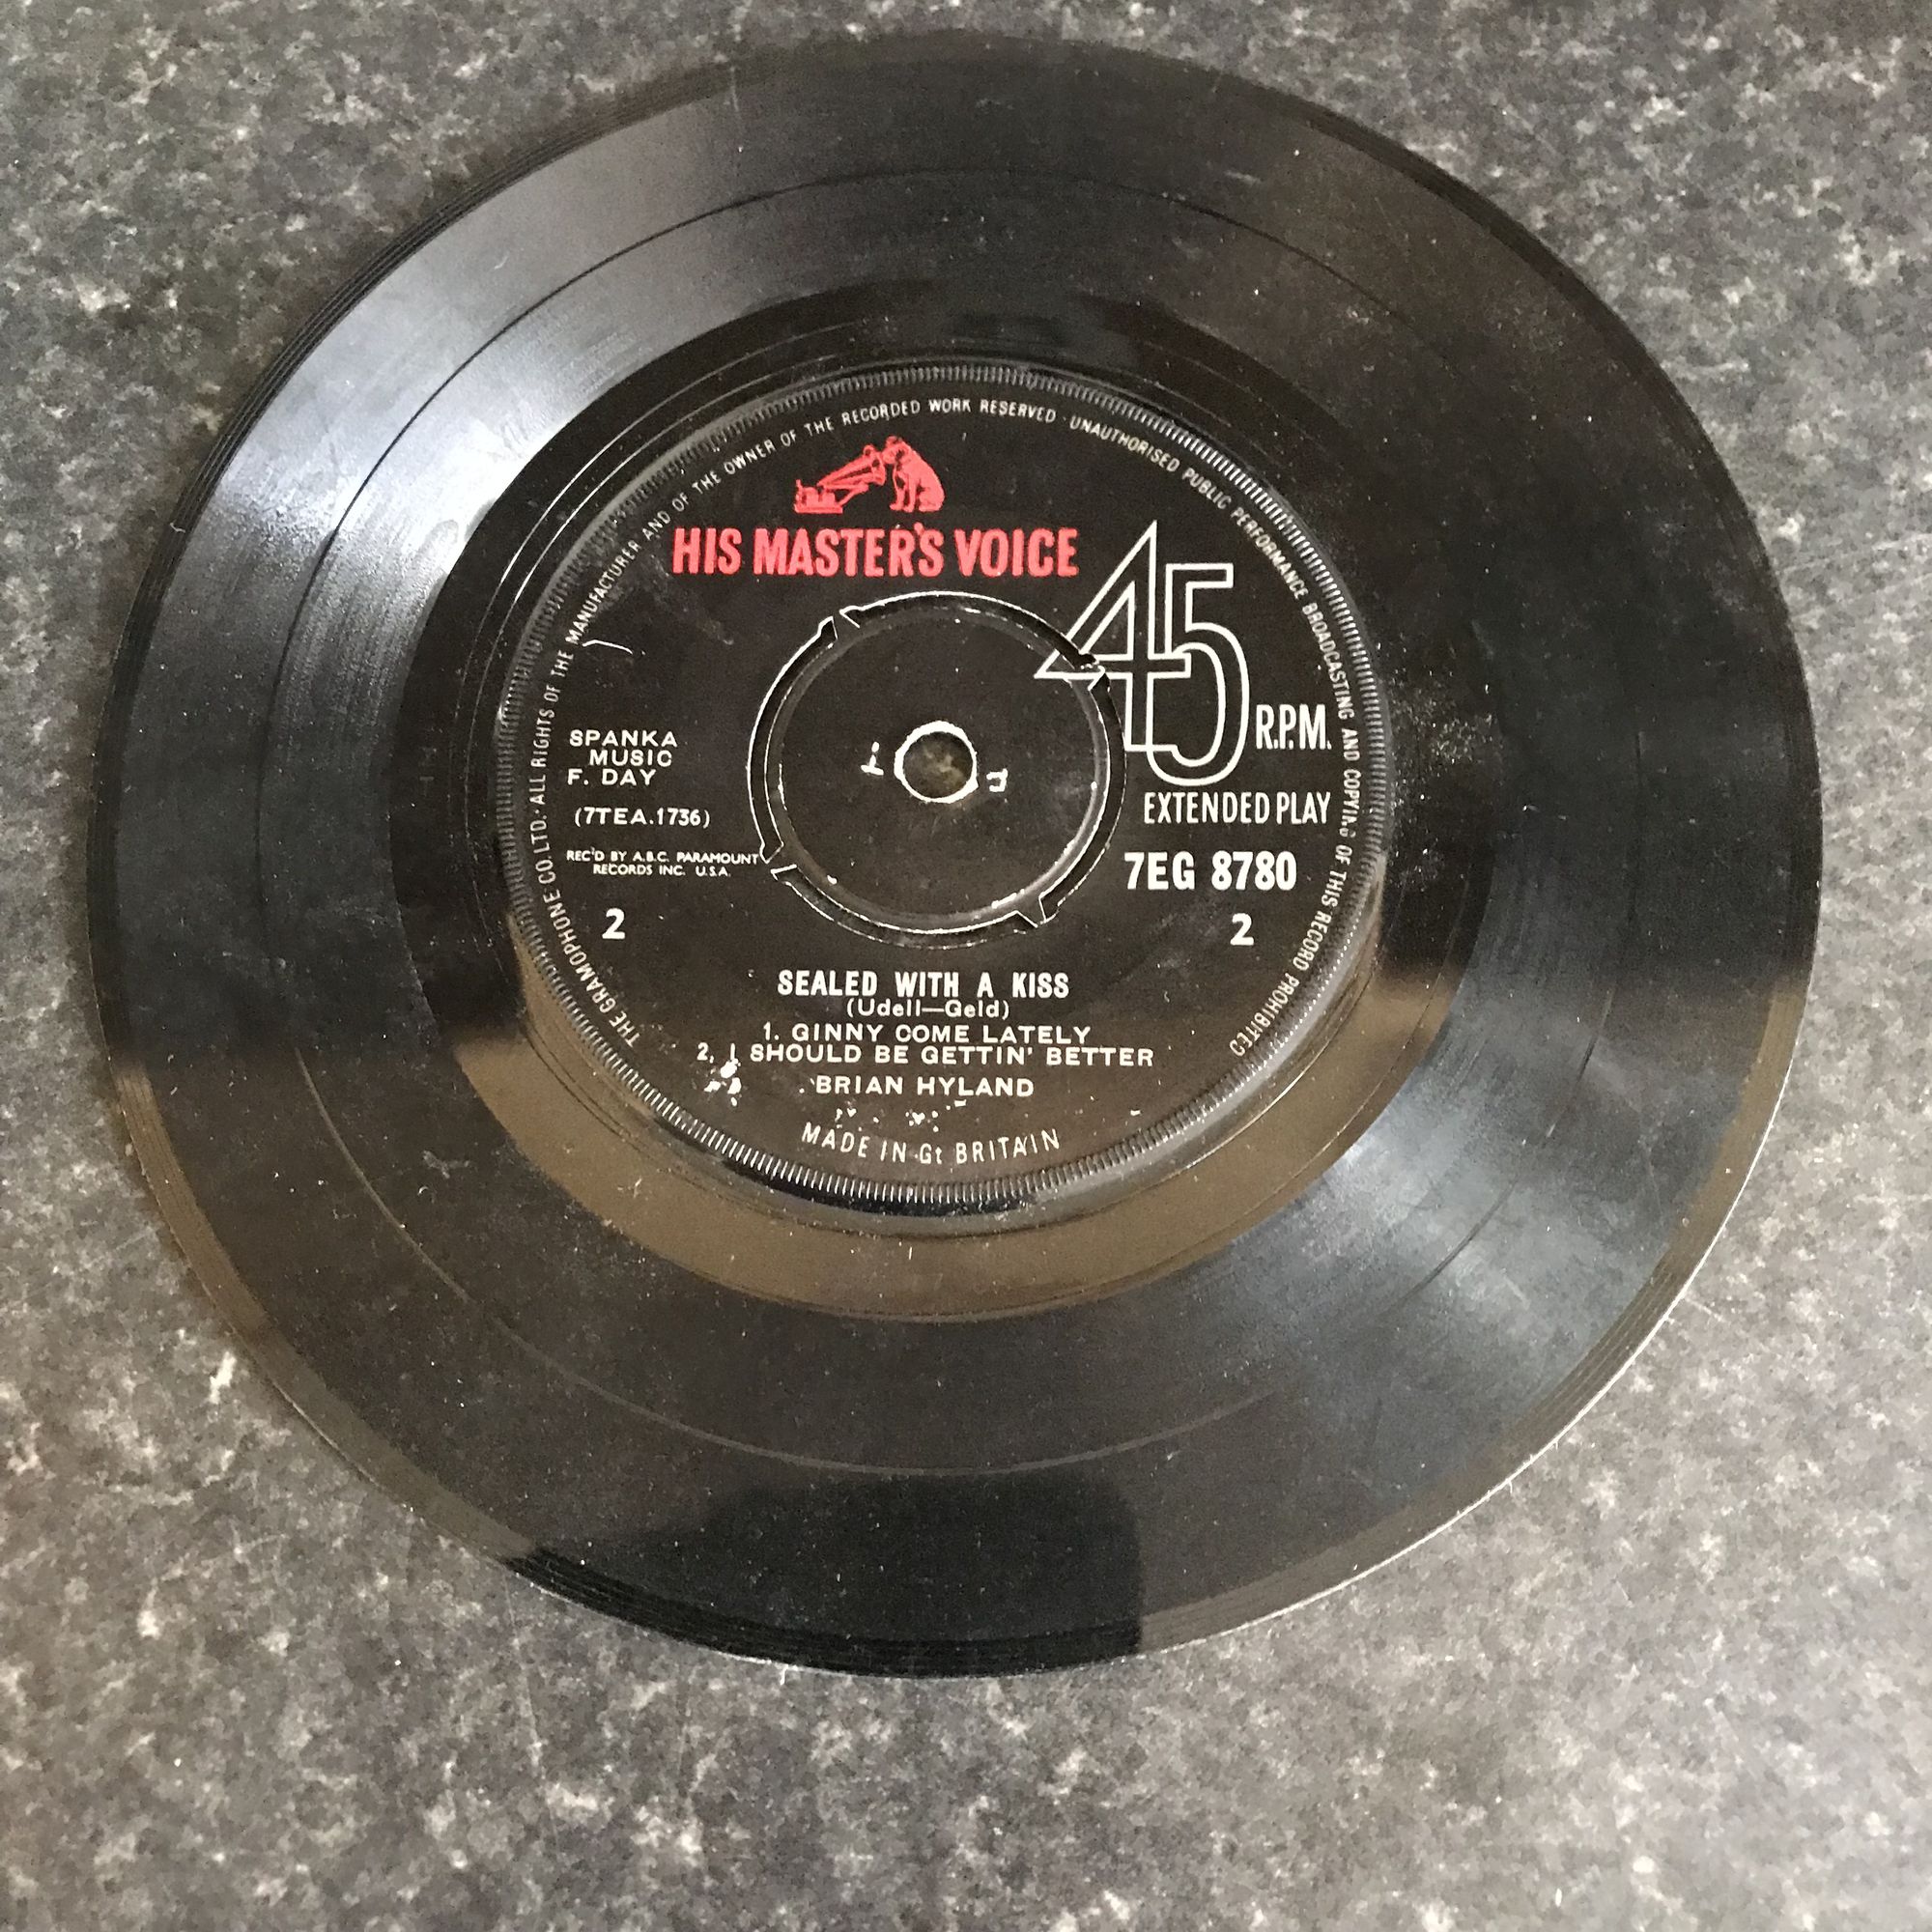 THE GRAMOPHONE CO. LTD. · ALL RIGHTS OF THE MANUFACTURER AND OF THE OWNER OF THE RECORDED WORK RESERVED · UNAUTHORISED PUBLIC PERFORMANCE BROADCASTING AND COPYING OF THIS RECORD PROHIBITED
HIS MASTER'S VOICE
45 R.P.M.
EXTENDED PLAY
7EG 8780
2
SPANKA
MUSIC
F. DAY
(7TEA.1736)
REC'D BY A.B.C. PARAMOUNT
RECORDS INC. U.S.A.
2
SEALED WITH A KISS
(Udell—Geld)
1. GINNY COME LATELY
2. I SHOULD BE GETTIN' BETTER
BRIAN HYLAND
MADE IN Gt BRITAIN